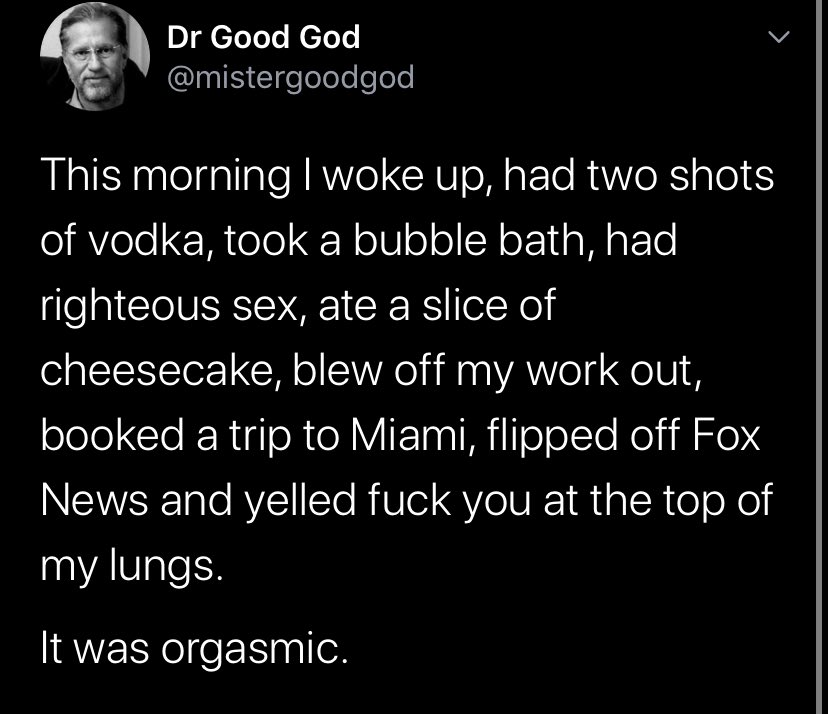 Dr Good God
@mistergoodgod
This morning I woke up, had two shots
of vodka, took a bubble bath, had
righteous sex, ate a slice of
cheesecake, blew off my work out,
booked a trip to Miami, flipped off Fox
News and yelled fuck you at the top of
my lungs.
It was orgasmic.